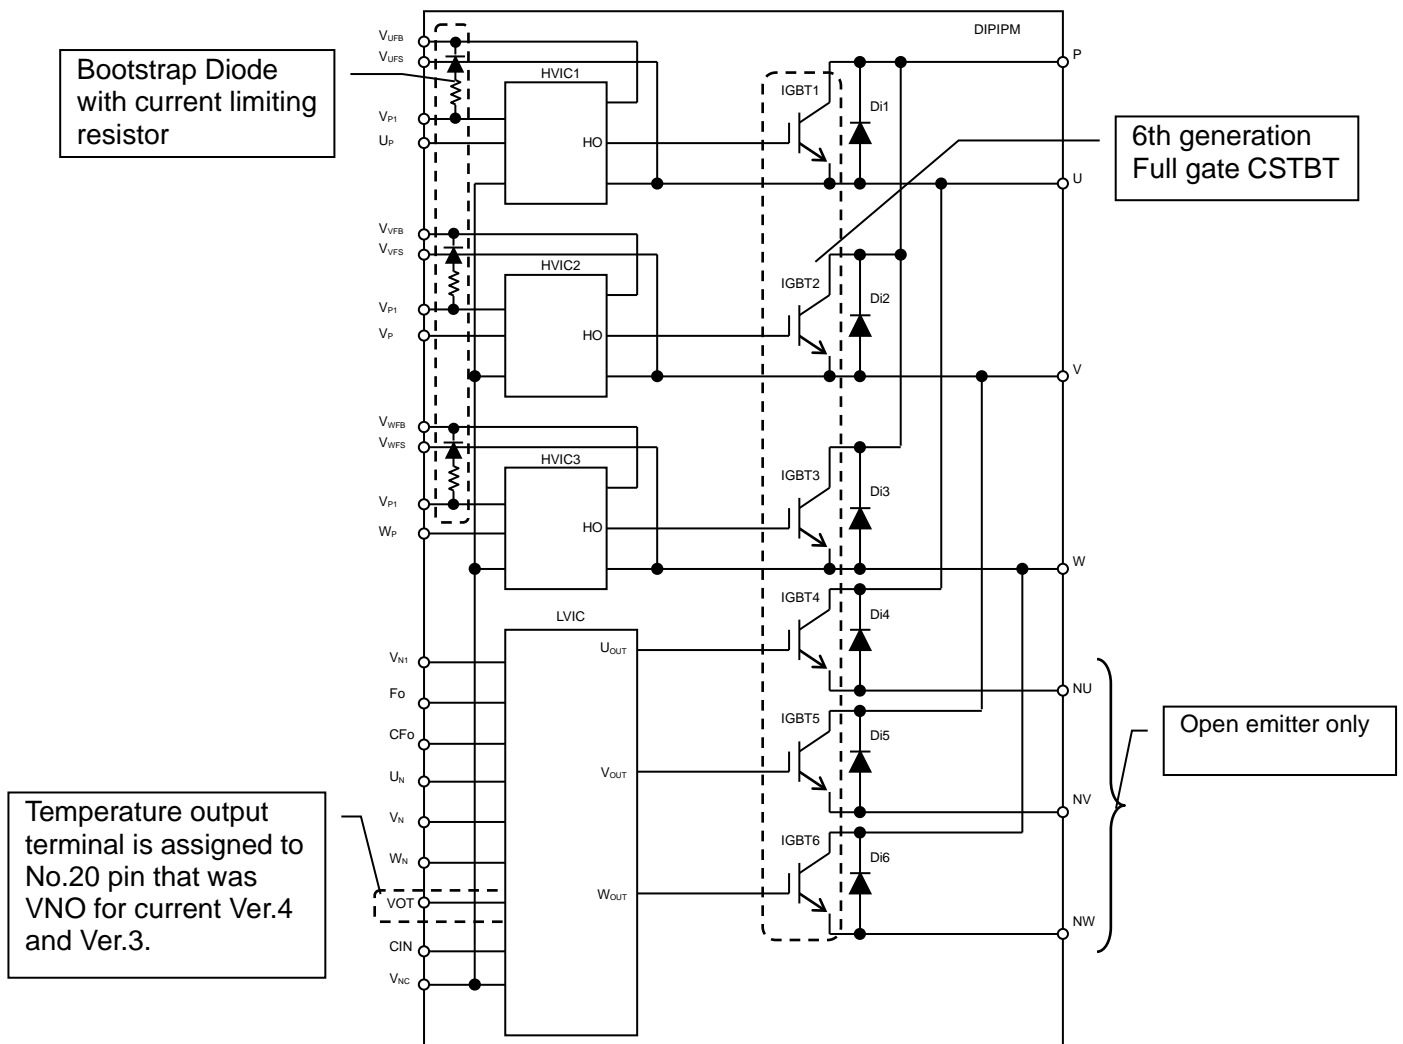 DIPIPM
Bootstrap Diode
with current limiting
resistor
VUFB
VUFS
VP1
UP
HVIC1
HO
IGBT1
Di1
P
U
6th generation
Full gate CSTBT
VVFB
VVFS
VP1
VP
HVIC2
HO
IGBT2
Di2
V
VWFB
VWFS
VP1
WP
HVIC3
HO
IGBT3
Di3
W
LVIC
UOUT
VOUT
WOUT
IGBT4
Di4
NU
IGBT5
Di5
NV
IGBT6
Di6
NW
Open emitter only
VN1
Fo
CFo
UN
VN
WN
VOT
CIN
VNC
Temperature output
terminal is assigned to
No.20 pin that was
VNO for current Ver.4
and Ver.3.